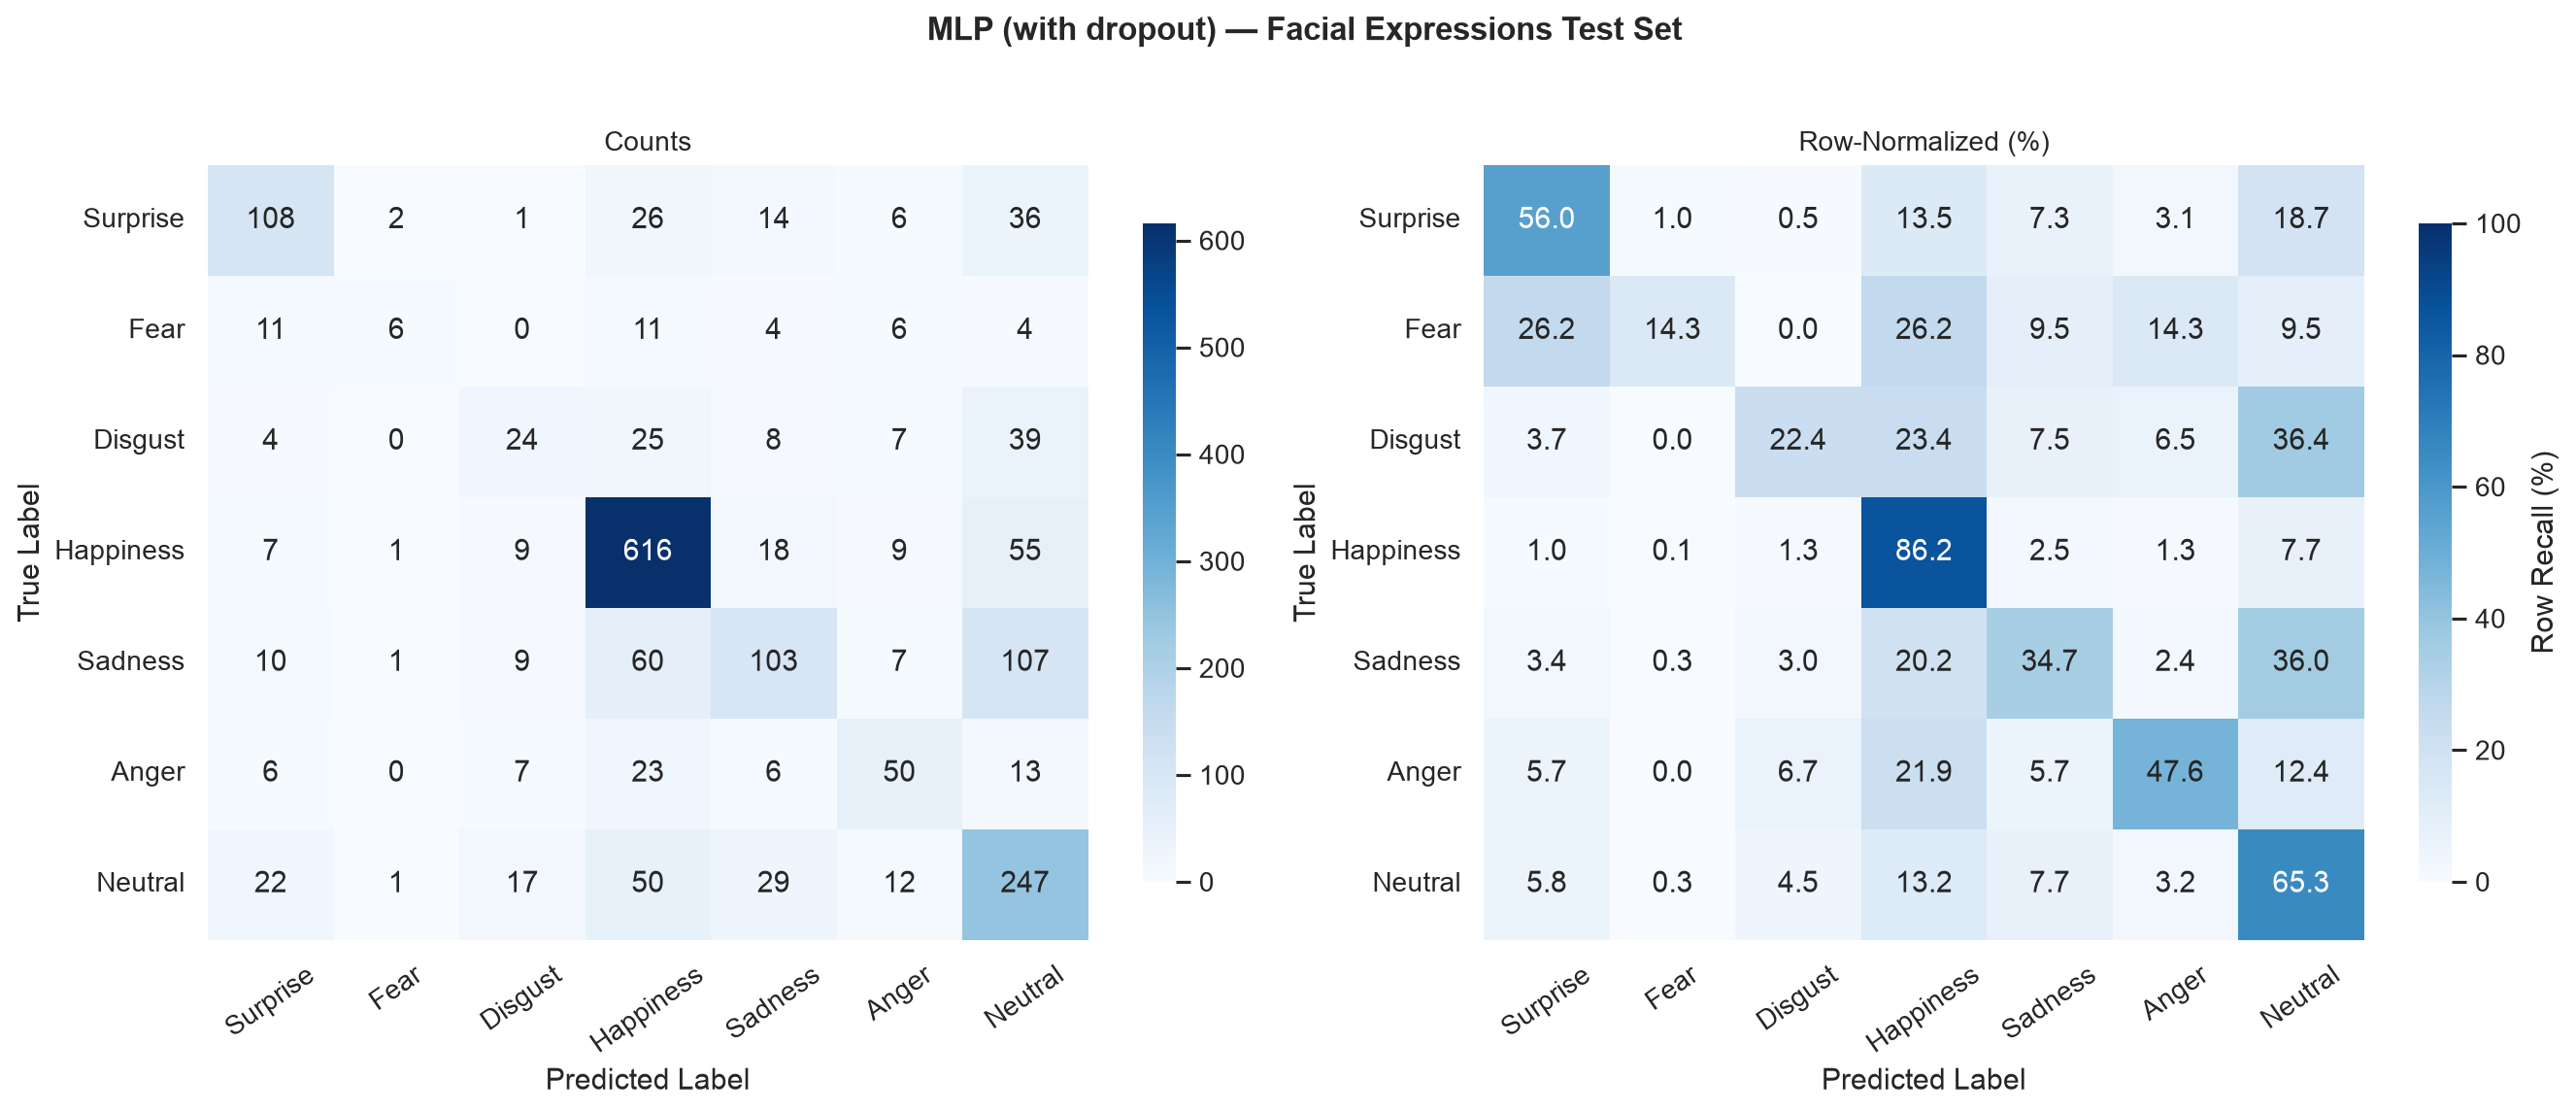 MLP (with dropout) — Facial Expressions Test Set
Counts
True Label
Surprise 108 2 1 26 14 6 36
Fear 11 6 0 11 4 6 4
Disgust 4 0 24 25 8 7 39
Happiness 7 1 9 616 18 9 55
Sadness 10 1 9 60 103 7 107
Anger 6 0 7 23 6 50 13
Neutral 22 1 17 50 29 12 247
Surprise Fear Disgust Happiness Sadness Anger Neutral
Predicted Label
600
500
400
300
200
100
0
Row-Normalized (%)
True Label
Surprise 56.0 1.0 0.5 13.5 7.3 3.1 18.7
Fear 26.2 14.3 0.0 26.2 9.5 14.3 9.5
Disgust 3.7 0.0 22.4 23.4 7.5 6.5 36.4
Happiness 1.0 0.1 1.3 86.2 2.5 1.3 7.7
Sadness 3.4 0.3 3.0 20.2 34.7 2.4 36.0
Anger 5.7 0.0 6.7 21.9 5.7 47.6 12.4
Neutral 5.8 0.3 4.5 13.2 7.7 3.2 65.3
Surprise Fear Disgust Happiness Sadness Anger Neutral
Predicted Label
100
80
60
40
20
0
Row Recall (%)